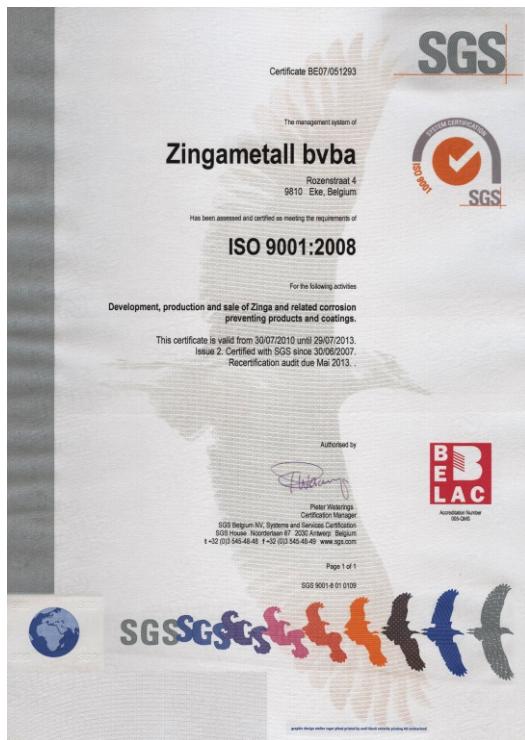 SGS
Certificate BE07/051293
The management system of
Zingametall bvba
Rozenstraat 4
9810 Eke, Belgium
SYSTEM CERTIFICATION
ISO 9001
SGS
Has been assessed and certified as meeting the requirements of
ISO 9001:2008
For the following activities
Development, production and sale of Zinga and related corrosion
preventing products and coatings.
This certificate is valid from 30/07/2010 until 29/07/2013.
Issue 2. Certified with SGS since 30/06/2007.
Recertification audit due Mai 2013. .
Authorised by
BELAC
Accreditation Number
005-QMS
Pieter Weterings
Certification Manager
SGS Belgium NV, Systems and Services Certification
SGS House Noorderlaan 87 2030 Antwerp Belgium
t +32 (0)3 545-48-48 f +32 (0)3 545-48-49 www.sgs.com
Page 1 of 1
SGS 9001-8 01 0109
SGSSGSSGSSGS